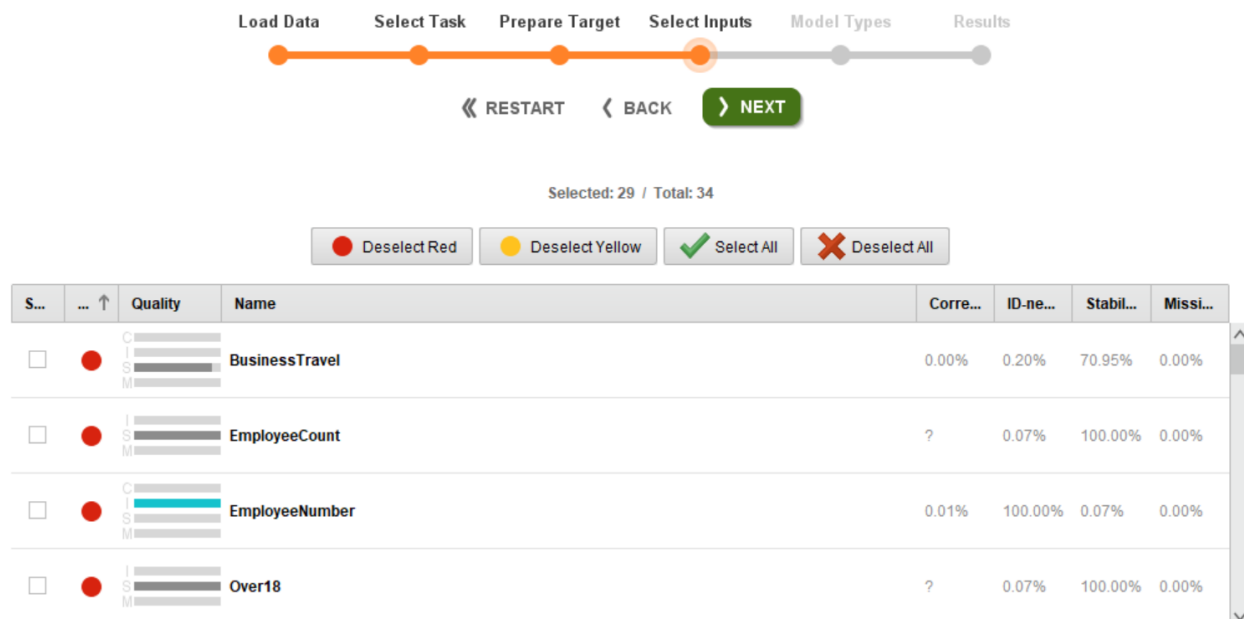 Load Data Select Task Prepare Target Select Inputs Model Types Results
RESTART BACK NEXT
Selected: 29 / Total: 34
Deselect Red Deselect Yellow Select All Deselect All
S... ... Quality Name Corre... ID-ne... Stabil... Missi...
C
I
S
M
BusinessTravel 0.00% 0.20% 70.95% 0.00%
I
S
M
EmployeeCount ? 0.07% 100.00% 0.00%
C
I
S
M
EmployeeNumber 0.01% 100.00% 0.07% 0.00%
I
S
M
Over18 ? 0.07% 100.00% 0.00%